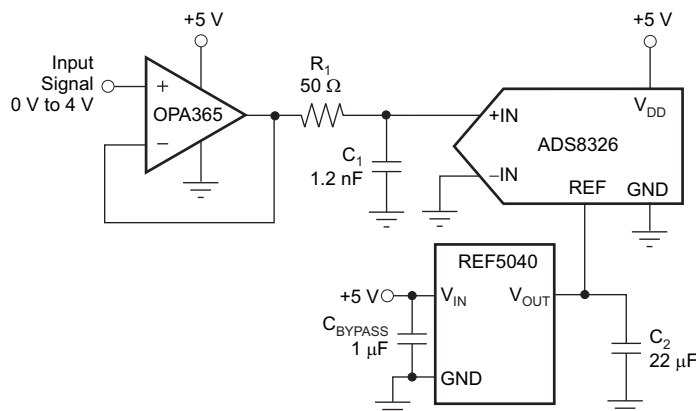 +5 V
Input
Signal
0 V to 4 V
+
OPA365
−
R1
50 Ω
C1
1.2 nF
+5 V
VDD
+IN
ADS8326
−IN
REF
GND
REF5040
+5 V
VIN
VOUT
CBYPASS
1 μF
GND
C2
22 μF